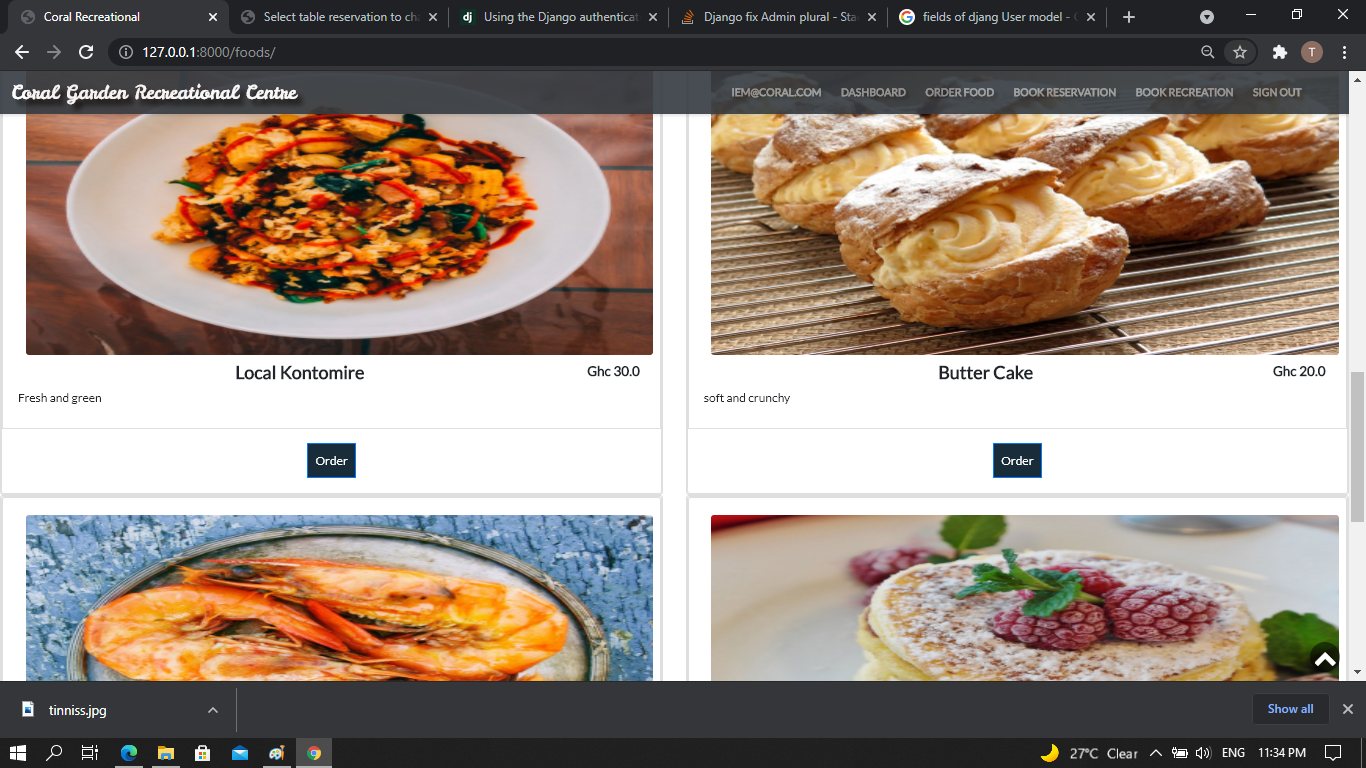 Coral Recreational
Select table reservation to cha
Using the Django authenticat
Django fix Admin plural - Sta
fields of djang User model - G
127.0.0.1:8000/foods/
T
Coral Garden Recreational Centre
IEM@CORAL.COM DASHBOARD ORDER FOOD BOOK RESERVATION BOOK RECREATION SIGN OUT
Local Kontomire Ghc 30.0
Fresh and green
Order
Butter Cake Ghc 20.0
soft and crunchy
Order
tinniss.jpg
Show all
27°C Clear ENG 11:34 PM